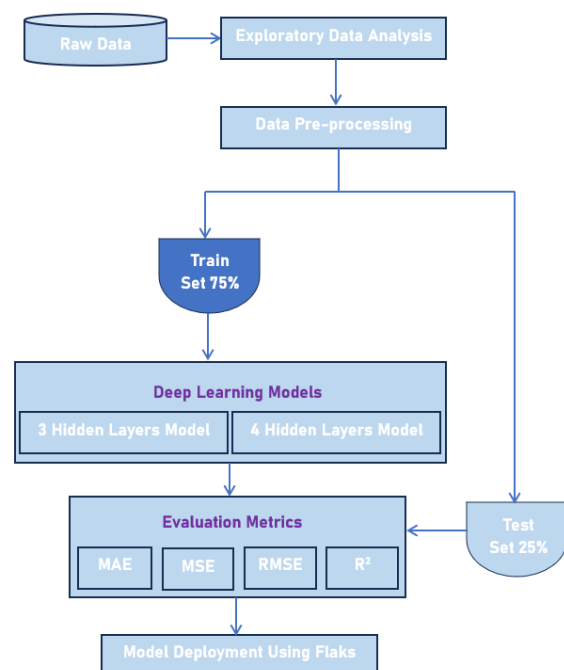 Raw Data
Exploratory Data Analysis
Data Pre-processing
Train
Set 75%
Deep Learning Models
3 Hidden Layers Model
4 Hidden Layers Model
Evaluation Metrics
MAE
MSE
RMSE
R²
Test
Set 25%
Model Deployment Using Flaks